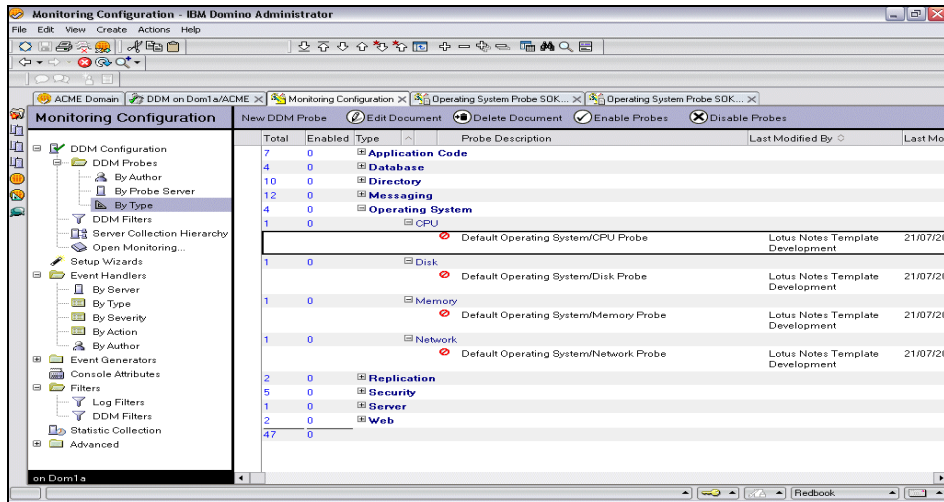 Monitoring Configuration - IBM Domino Administrator
File Edit View Create Actions Help
ACME Domain DDM on Dom1a/ACME Monitoring Configuration Operating System Probe SOK... Operating System Probe SOK...
Monitoring Configuration
New DDM Probe Edit Document Delete Document Enable Probes Disable Probes
DDM Configuration
DDM Probes
By Author
By Probe Server
By Type
DDM Filters
Server Collection Hierarchy
Open Monitoring...
Setup Wizards
Event Handlers
By Server
By Type
By Severity
By Action
By Author
Event Generators
Console Attributes
Filters
Log Filters
DDM Filters
Statistic Collection
Advanced
on Dom1a
Total Enabled Type Probe Description Last Modified By Last Mo
7 0 Application Code
4 0 Database
10 0 Directory
12 0 Messaging
4 0 Operating System
1 0 CPU
Default Operating System/CPU Probe Lotus Notes Template 21/07/20
Development
1 0 Disk
Default Operating System/Disk Probe Lotus Notes Template 21/07/20
Development
1 0 Memory
Default Operating System/Memory Probe Lotus Notes Template 21/07/20
Development
1 0 Network
Default Operating System/Network Probe Lotus Notes Template 21/07/20
Development
2 0 Replication
5 0 Security
1 0 Server
2 0 Web
47 0
Redbook